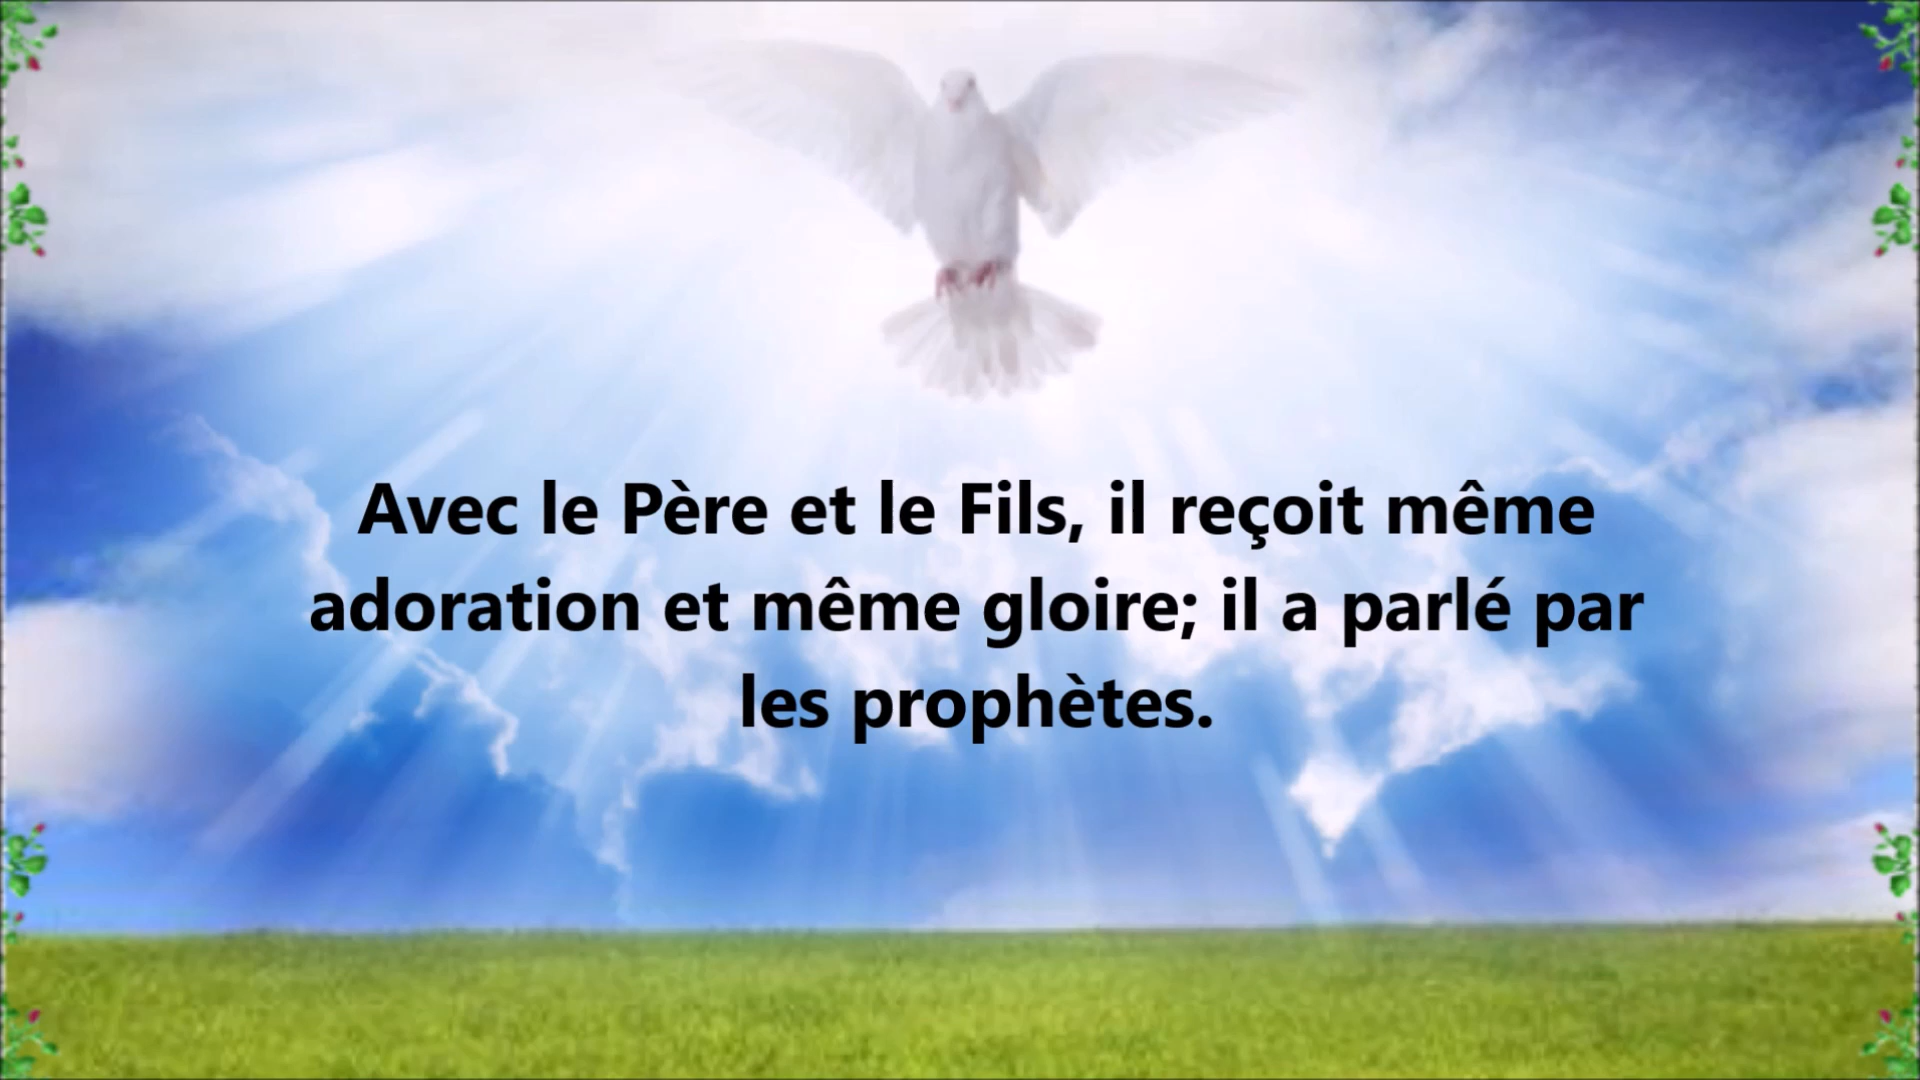 Avec le Père et le Fils, il reçoit même
adoration et même gloire; il a parlé par
les prophètes.